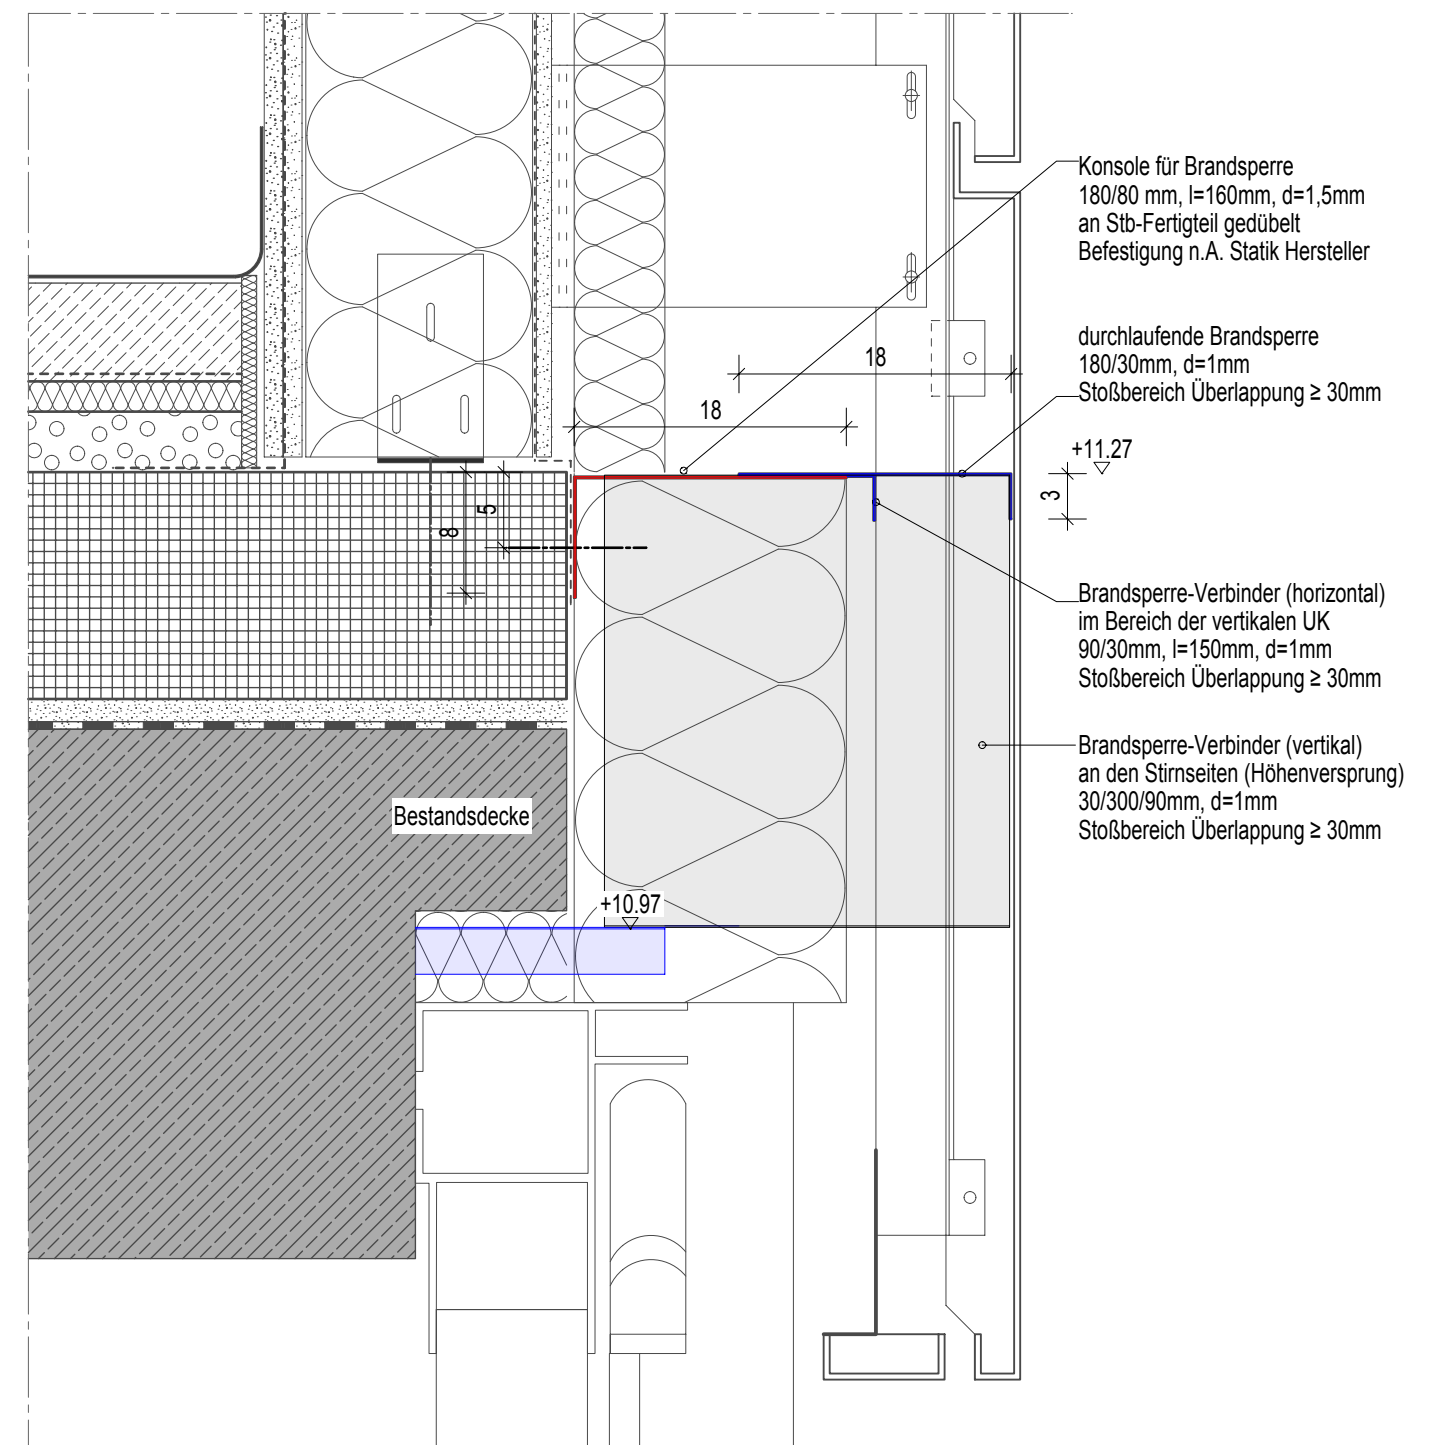 Konsole für Brandsperre
180/80 mm, l=160mm, d=1,5mm
an Stb-Fertigteil gedübelt
Befestigung n.A. Statik Hersteller
durchlaufende Brandsperre
180/30mm, d=1mm
Stoßbereich Überlappung ≥ 30mm
18
18
+11.27
3
5
8
Brandsperre-Verbinder (horizontal)
im Bereich der vertikalen UK
90/30mm, l=150mm, d=1mm
Stoßbereich Überlappung ≥ 30mm
Brandsperre-Verbinder (vertikal)
an den Stirnseiten (Höhenversprung)
30/300/90mm, d=1mm
Stoßbereich Überlappung ≥ 30mm
Bestandsdecke
+10.97